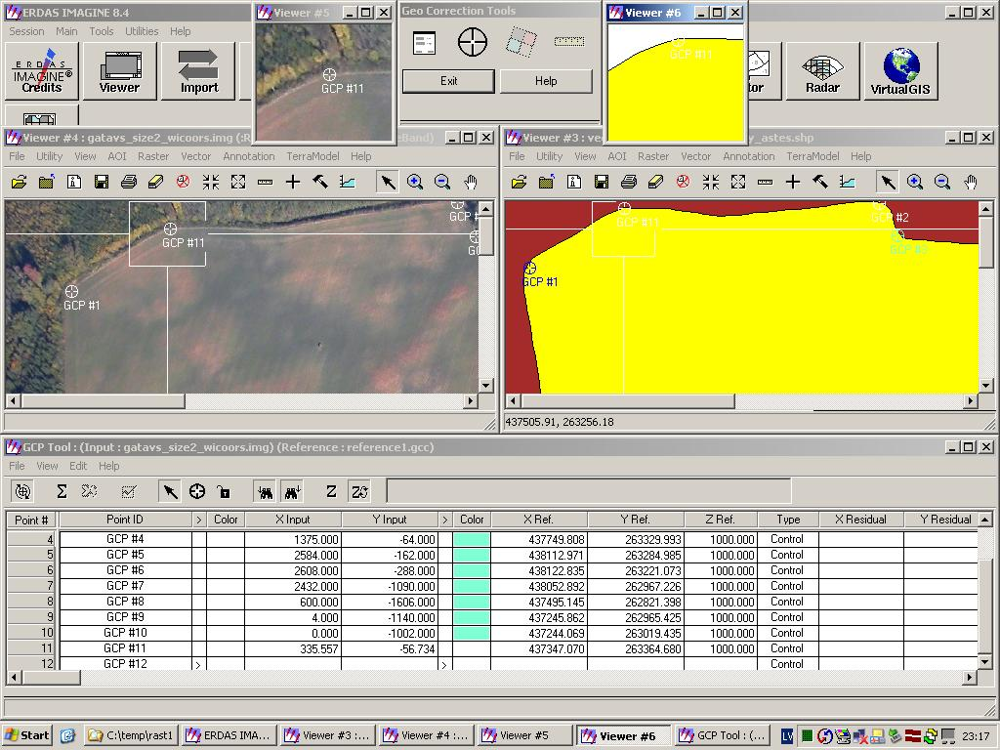 ERDAS IMAGINE 8.4
Session Main Tools Utilities Help
ERDAS
IMAGINE®
Credits
Viewer
Import
Radar
VirtualGIS
Viewer #5
GCP #11
Geo Correction Tools
Exit
Help
Viewer #6
GCP #11
Viewer #4 : gatavs_size2_wicoors.img (:
File Utility View AOI Raster Vector Annotation TerraModel Help
GCP #11
GCP #1
Viewer #3 : ve
y_astes.shp
File Utility View AOI Raster Vector Annotation TerraModel Help
GCP #11
#2
GCP #1
437505.91, 263256.18
GCP Tool : (Input : gatavs_size2_wicoors.img) (Reference : reference1.gcc)
File View Edit Help
Point # Point ID > Color X Input Y Input > Color X Ref. Y Ref. Z Ref. Type X Residual Y Residual
4 GCP #4 1375.000 -64.000 437749.808 263329.993 1000.000 Control
5 GCP #5 2584.000 -162.000 438112.971 263284.985 1000.000 Control
6 GCP #6 2608.000 -288.000 438122.835 263221.073 1000.000 Control
7 GCP #7 2432.000 -1090.000 438052.892 262967.226 1000.000 Control
8 GCP #8 600.000 -1606.000 437495.145 262821.398 1000.000 Control
9 GCP #9 4.000 -1140.000 437245.862 262965.425 1000.000 Control
10 GCP #10 0.000 -1002.000 437244.069 263019.435 1000.000 Control
11 GCP #11 335.557 -56.734 437347.070 263364.680 1000.000 Control
12 GCP #12 > > Control
Start C:\temp\rast1 ERDAS IMA... Viewer #3 :... Viewer #4 :... Viewer #5 Viewer #6 GCP Tool : (... LV 23:17